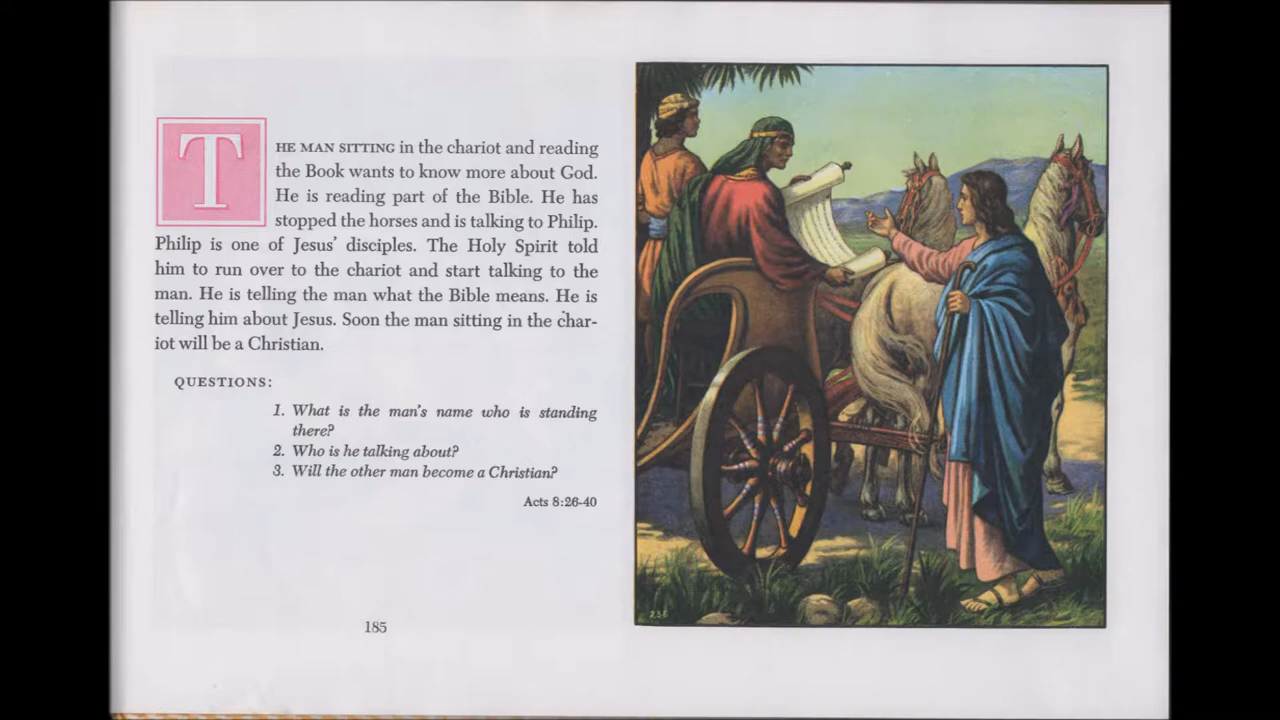 THE MAN SITTING in the chariot and reading
the Book wants to know more about God.
He is reading part of the Bible. He has
stopped the horses and is talking to Philip.
Philip is one of Jesus' disciples. The Holy Spirit told
him to run over to the chariot and start talking to the
man. He is telling the man what the Bible means. He is
telling him about Jesus. Soon the man sitting in the char-
iot will be a Christian.
QUESTIONS:
1. What is the man's name who is standing
there?
2. Who is he talking about?
3. Will the other man become a Christian?
Acts 8:26-40
185
236